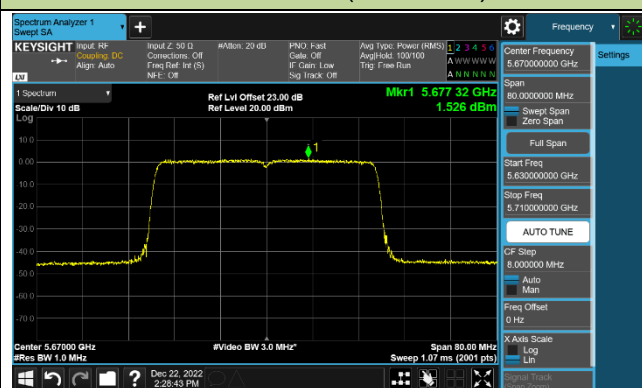 Spectrum Analyzer 1
Swept SA
Frequency
KEYSIGHT
Input: RF
Coupling: DC
Align: Auto
Input Z: 50 Ω
Corrections: Off
Freq Ref: Int (S)
NFE: Off
#Atten: 20 dB
PNO: Fast
Gate: Off
IF Gain: Low
Sig Track: Off
Avg Type: Power (RMS)
Avg|Hold: 100/100
Trig: Free Run
1 2 3 4 5 6
A W W W W W
A N N N N N
LXI
1 Spectrum
Scale/Div 10 dB
Log
Ref Lvl Offset 23.00 dB
Ref Level 20.00 dBm
Mkr1 5.677 32 GHz
1.526 dBm
1
10.0
0.00
-10.0
-20.0
-30.0
-40.0
-50.0
-60.0
-70.0
Center 5.67000 GHz
#Res BW 1.0 MHz
#Video BW 3.0 MHz*
Span 80.00 MHz
Sweep 1.07 ms (2001 pts)
Center Frequency
5.670000000 GHz
Settings
Span
80.0000000 MHz
Swept Span
Zero Span
Full Span
Start Freq
5.630000000 GHz
Stop Freq
5.710000000 GHz
AUTO TUNE
CF Step
8.000000 MHz
Auto
Man
Freq Offset
0 Hz
X Axis Scale
Log
Lin
Signal Track
Dec 22, 2022
2:28:43 PM